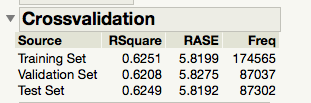 Crossvalidation
Source RSquare RASE Freq
Training Set 0.6251 5.8199 174565
Validation Set 0.6208 5.8275 87037
Test Set 0.6249 5.8192 87302